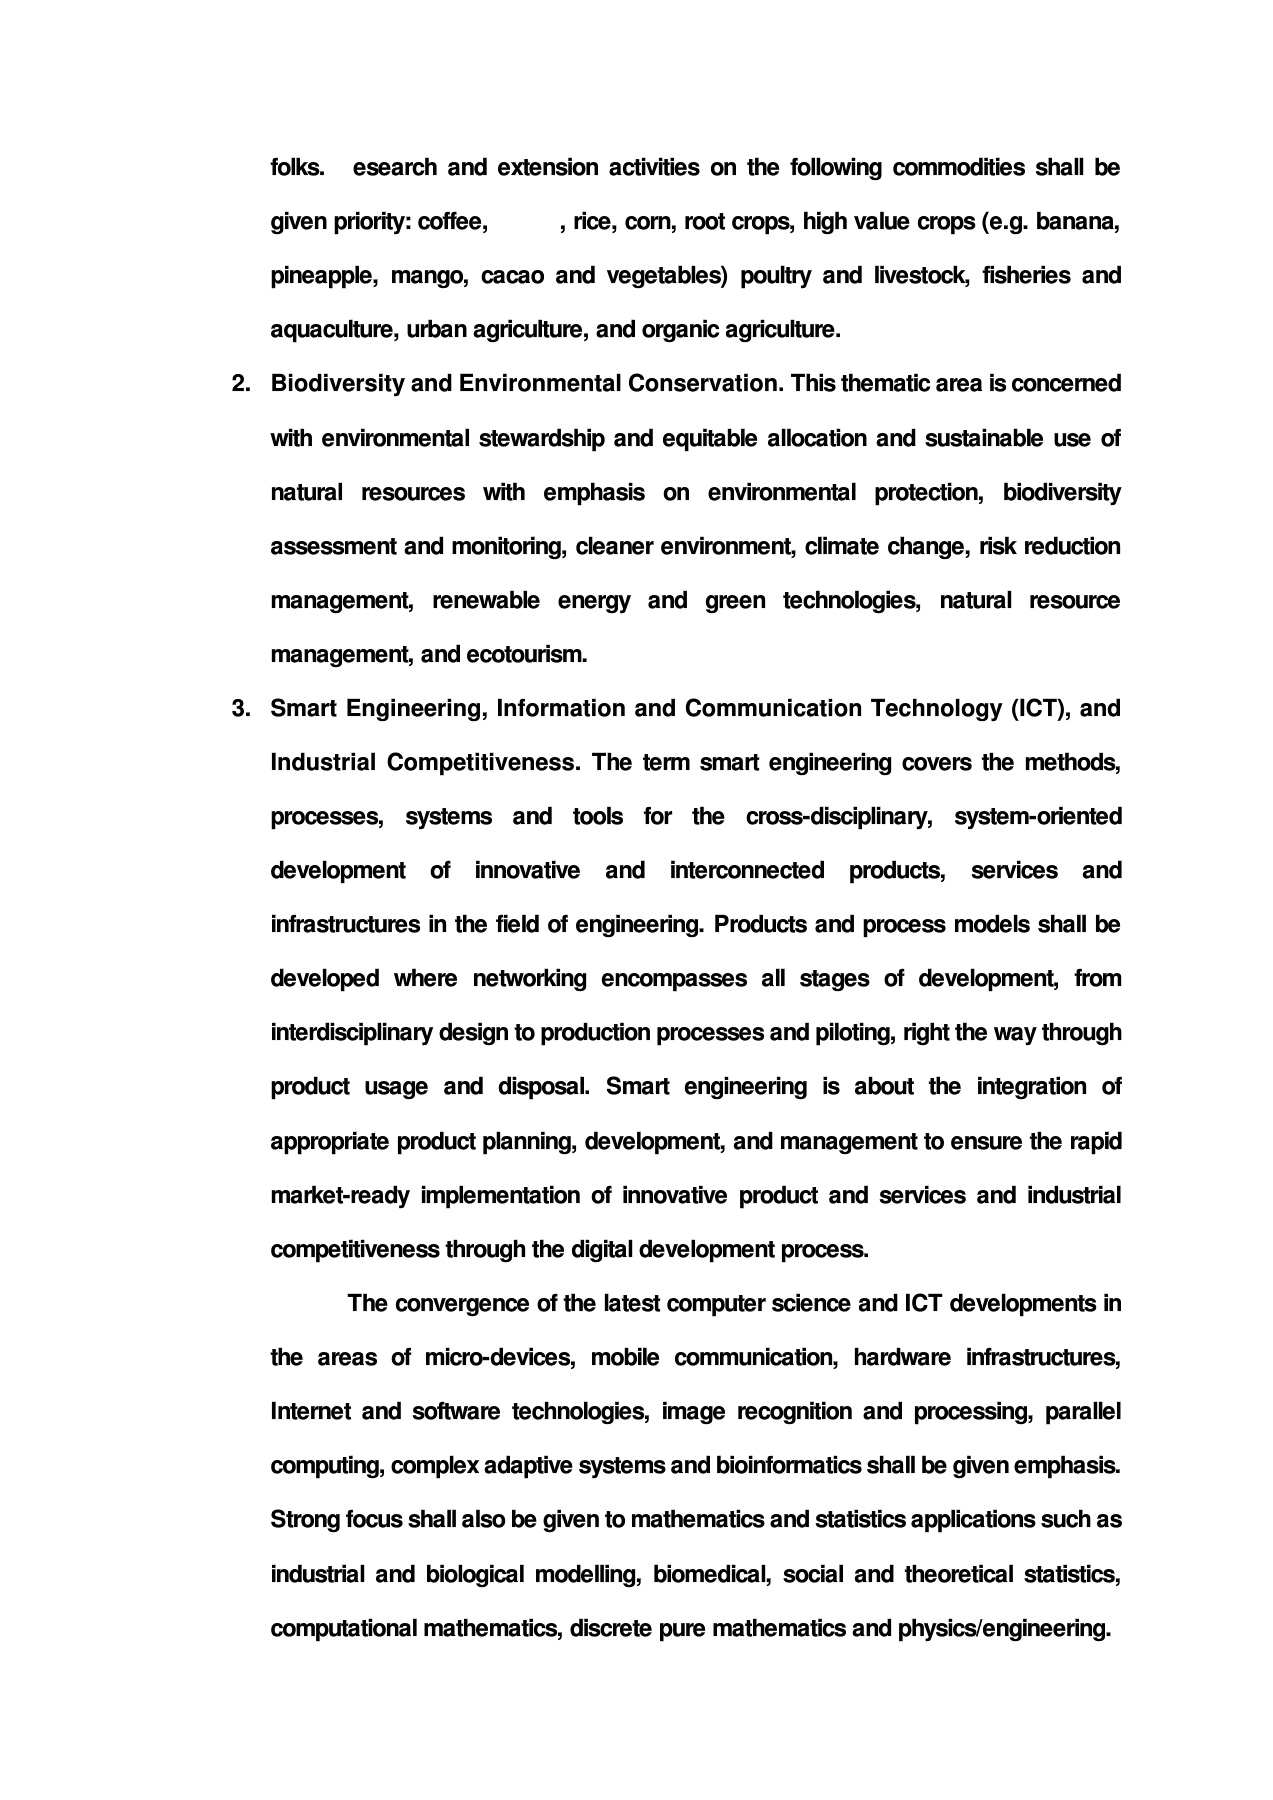 folks. esearch and extension activities on the following commodities shall be
given priority: coffee, , rice, corn, root crops, high value crops (e.g. banana,
pineapple, mango, cacao and vegetables) poultry and livestock, fisheries and
aquaculture, urban agriculture, and organic agriculture.
2. Biodiversity and Environmental Conservation. This thematic area is concerned
with environmental stewardship and equitable allocation and sustainable use of
natural resources with emphasis on environmental protection, biodiversity
assessment and monitoring, cleaner environment, climate change, risk reduction
management, renewable energy and green technologies, natural resource
management, and ecotourism.
3. Smart Engineering, Information and Communication Technology (ICT), and
Industrial Competitiveness. The term smart engineering covers the methods,
processes, systems and tools for the cross-disciplinary, system-oriented
development of innovative and interconnected products, services and
infrastructures in the field of engineering. Products and process models shall be
developed where networking encompasses all stages of development, from
interdisciplinary design to production processes and piloting, right the way through
product usage and disposal. Smart engineering is about the integration of
appropriate product planning, development, and management to ensure the rapid
market-ready implementation of innovative product and services and industrial
competitiveness through the digital development process.
The convergence of the latest computer science and ICT developments in
the areas of micro-devices, mobile communication, hardware infrastructures,
Internet and software technologies, image recognition and processing, parallel
computing, complex adaptive systems and bioinformatics shall be given emphasis.
Strong focus shall also be given to mathematics and statistics applications such as
industrial and biological modelling, biomedical, social and theoretical statistics,
computational mathematics, discrete pure mathematics and physics/engineering.